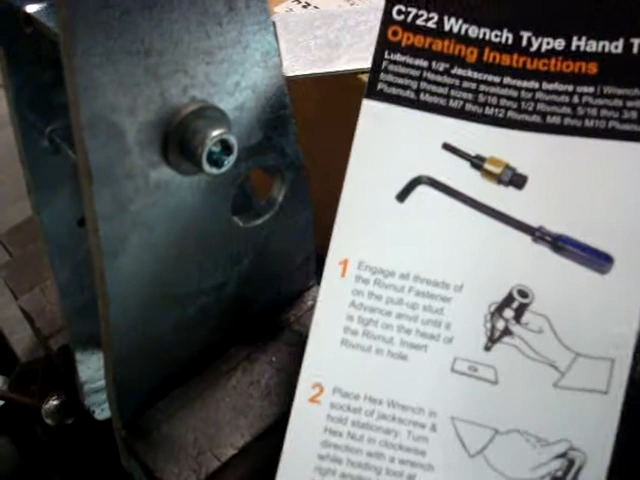 C722 Wrench Type Hand T
Operating Instructions
Lubricate 1/2" Jackscrew threads before use | Wrench
Fastener Headers are available for Rivnuts & Plusnuts w
following thread sizes: 5/16 thru 1/2 Rivnuts, 5/16 thru 3/8
Plusnuts, Metric M7 thru M12 Rivnuts, M8 thru M10 Plusn
1 Engage all threads of
the Rivnut Fastener
on the pull-up stud.
Advance anvil until it
is tight on the head of
the Rivnut. Insert
Rivnut in hole.
2 Place Hex Wrench in
socket of jackscrew &
hold stationary. Turn
Hex Nut in clockwise
direction with a wrench
while holding tool at
right